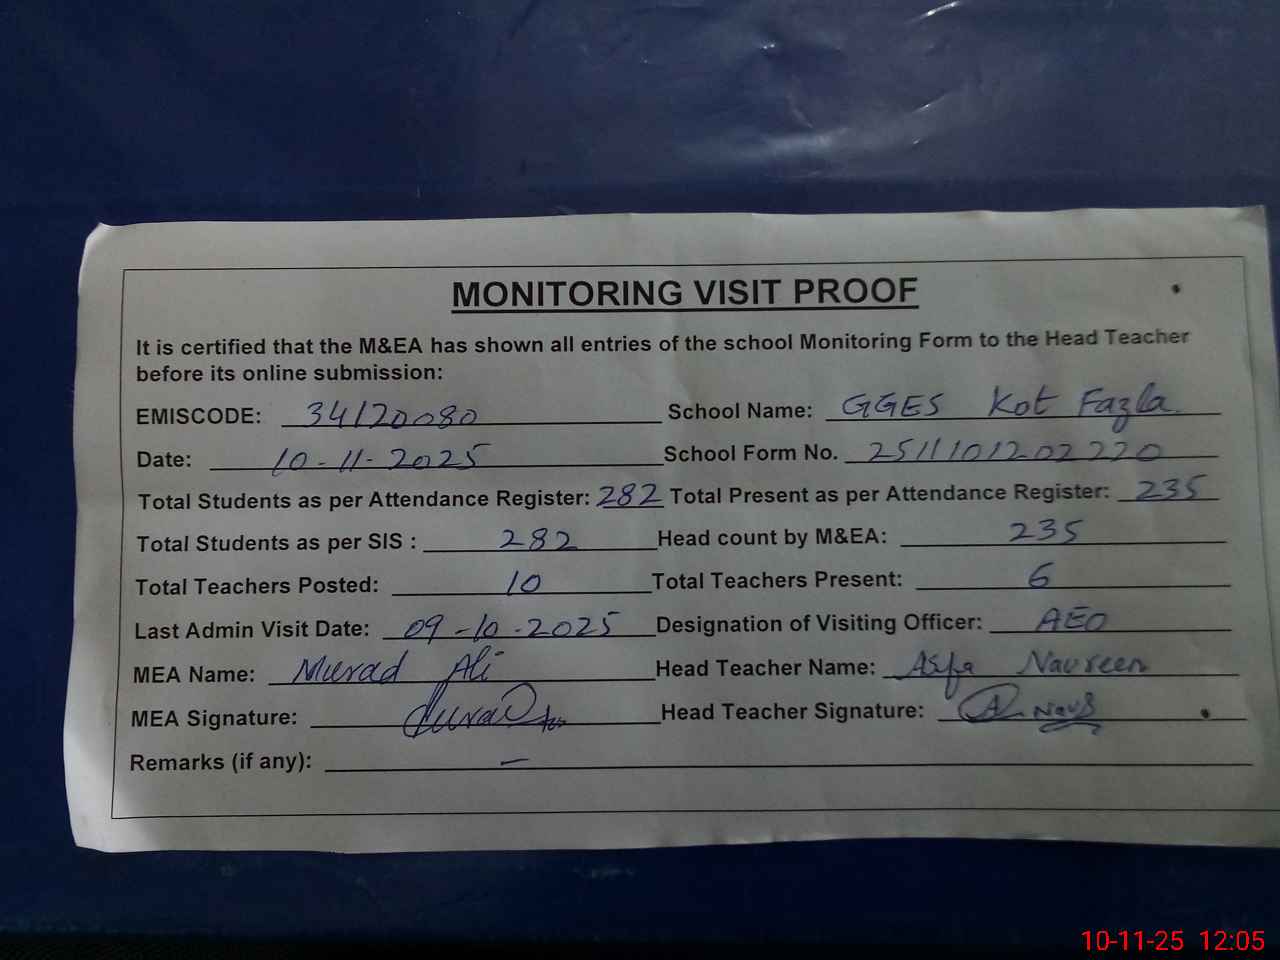 MONITORING VISIT PROOF
It is certified that the M&EA has shown all entries of the school Monitoring Form to the Head Teacher
before its online submission:
EMISCODE: 34120080 School Name: GGES Kot Fazla
Date: 10-11-2025 School Form No. 2511101202220
Total Students as per Attendance Register: 282 Total Present as per Attendance Register: 235
Total Students as per SIS : 282 Head count by M&EA: 235
Total Teachers Posted: 10 Total Teachers Present: 6
Last Admin Visit Date: 09-10-2025 Designation of Visiting Officer: AEO
MEA Name: Murad Ali Head Teacher Name: Asfa Naureen
MEA Signature: Head Teacher Signature:
Remarks (if any): —
10-11-25 12:05